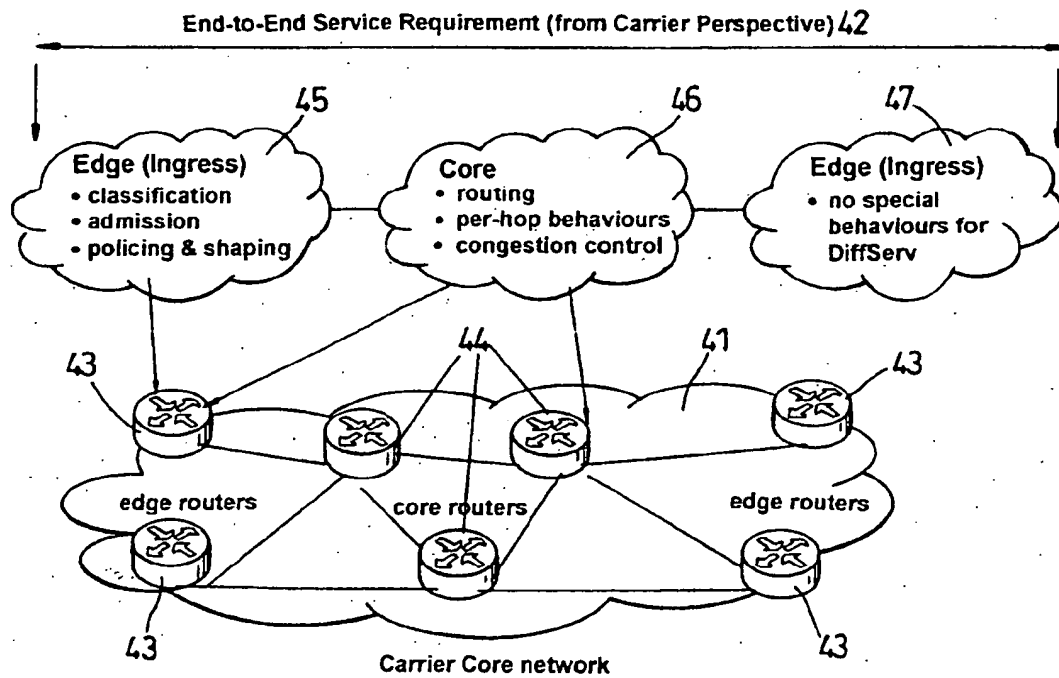 End-to-End Service Requirement (from Carrier Perspective) 42
45
46
47
Edge (Ingress)
• classification
• admission
• policing & shaping
Core
• routing
• per-hop behaviours
• congestion control
Edge (Ingress)
• no special
behaviours for
DiffServ
43
44
41
43
edge routers
core routers
edge routers
43
43
Carrier Core network